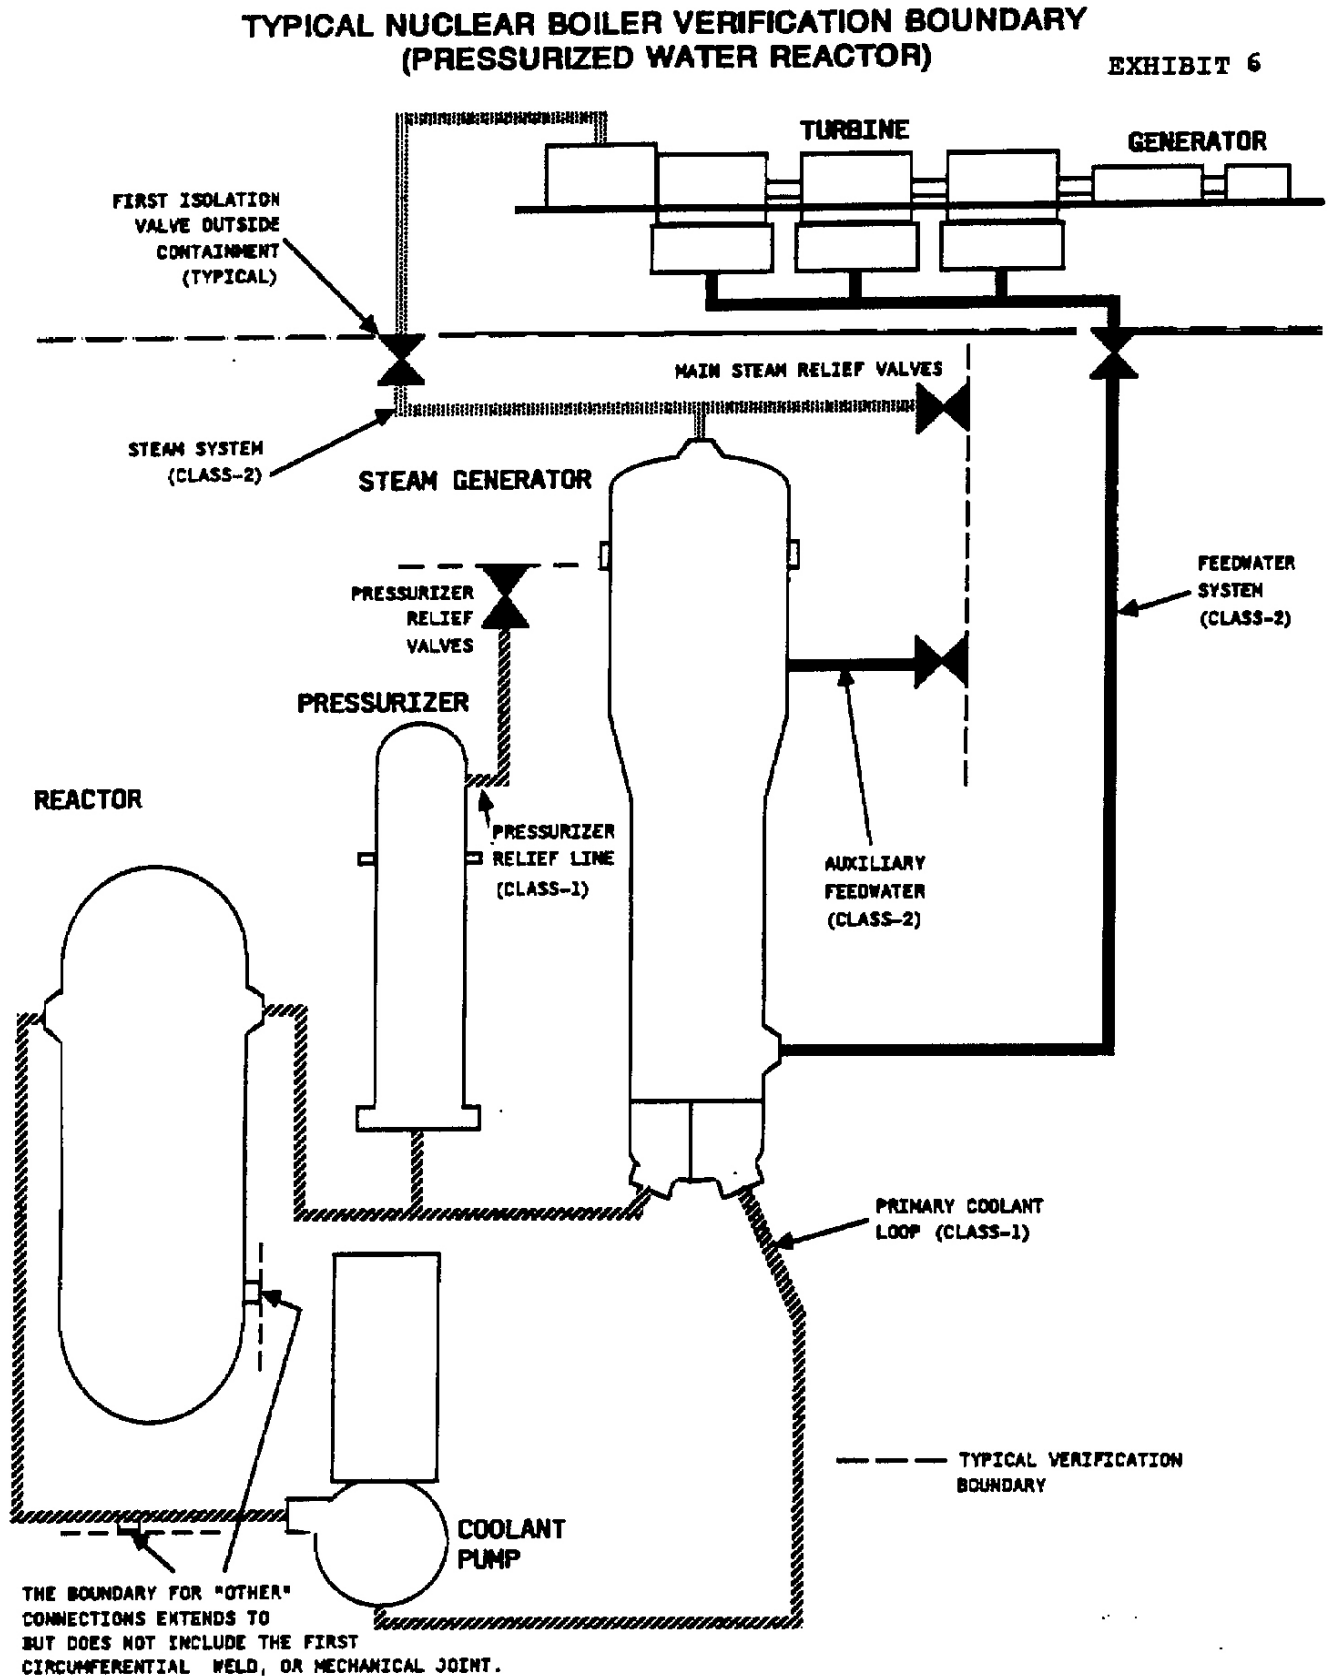 TYPICAL NUCLEAR BOILER VERIFICATION BOUNDARY
(PRESSURIZED WATER REACTOR)
EXHIBIT 6
TURBINE
GENERATOR
FIRST ISOLATION
VALVE OUTSIDE
CONTAINMENT
(TYPICAL)
MAIN STEAM RELIEF VALVES
STEAM SYSTEM
(CLASS-2)
STEAM GENERATOR
PRESSURIZER
RELIEF
VALVES
FEEDWATER
SYSTEM
(CLASS-2)
PRESSURIZER
REACTOR
PRESSURIZER
RELIEF LINE
(CLASS-1)
AUXILIARY
FEEDWATER
(CLASS-2)
PRIMARY COOLANT
LOOP (CLASS-1)
TYPICAL VERIFICATION
BOUNDARY
COOLANT
PUMP
THE BOUNDARY FOR "OTHER"
CONNECTIONS EXTENDS TO
BUT DOES NOT INCLUDE THE FIRST
CIRCUMFERENTIAL WELD, OR MECHANICAL JOINT.